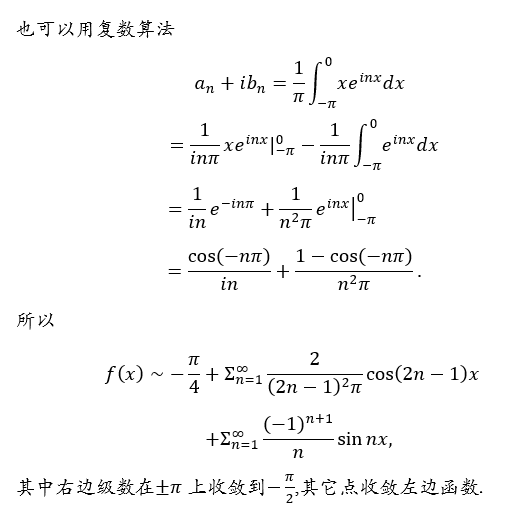 也可以用复数算法
$a_n + ib_n = \frac{1}{\pi}\int_{-\pi}^{0} xe^{inx}dx$
$= \frac{1}{in\pi}xe^{inx}|_{-\pi}^{0} - \frac{1}{in\pi}\int_{-\pi}^{0} e^{inx}dx$
$= \frac{1}{in}e^{-in\pi} + \frac{1}{n^2\pi}e^{inx}|_{-\pi}^{0}$
$= \frac{\cos(-n\pi)}{in} + \frac{1-\cos(-n\pi)}{n^2\pi}.$
所以
$f(x) \sim -\frac{\pi}{4} + \Sigma_{n=1}^{\infty}\frac{2}{(2n-1)^2\pi}\cos(2n-1)x$
$+\Sigma_{n=1}^{\infty}\frac{(-1)^{n+1}}{n}\sin nx,$
其中右边级数在$\pm\pi$上收敛到$-\frac{\pi}{2}$,其它点收敛左边函数.